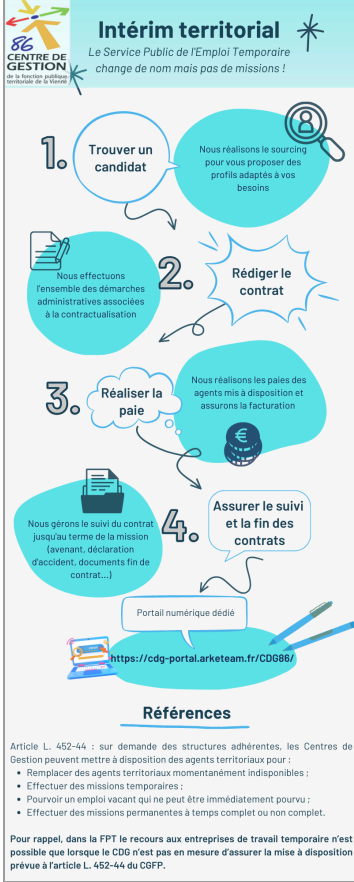 86
CENTRE DE
GESTION
de la fonction publique
territoriale de la Vienne
Intérim territorial
Le Service Public de l'Emploi Temporaire
change de nom mais pas de missions !
1.
Trouver un
candidat
Nous réalisons le sourcing
pour vous proposer des
profils adaptés à vos
besoins
Nous effectuons
l'ensemble des démarches
administratives associées
à la contractualisation
2.
Rédiger le
contrat
3.
Réaliser la
paie
Nous réalisons les paies des
agents mis à disposition et
assurons la facturation
€
Nous gérons le suivi du contrat
jusqu'au terme de la mission
(avenant, déclaration
d'accident, documents fin de
contrat...)
4.
Assurer le suivi
et la fin des
contrats
Portail numérique dédié
https://cdg-portal.arketeam.fr/CDG86/
Références
Article L. 452-44 : sur demande des structures adhérentes, les Centres de
Gestion peuvent mettre à disposition des agents territoriaux pour :
• Remplacer des agents territoriaux momentanément indisponibles ;
• Effectuer des missions temporaires ;
• Pourvoir un emploi vacant qui ne peut être immédiatement pourvu ;
• Effectuer des missions permanentes à temps complet ou non complet.
Pour rappel, dans la FPT le recours aux entreprises de travail temporaire n'est
possible que lorsque le CDG n'est pas en mesure d'assurer la mise à disposition
prévue à l'article L. 452-44 du CGFP.